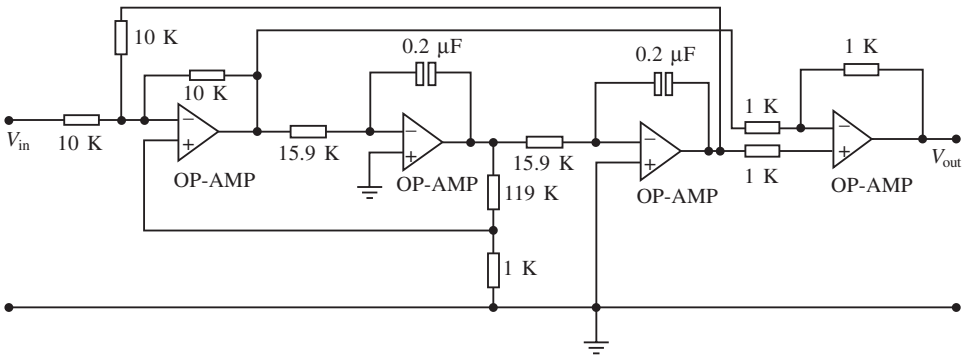 10 K
0.2 μF
0.2 μF
1 K
10 K
V_in
10 K
− +
15.9 K
− +
15.9 K
− +
1 K
1 K
− +
V_out
OP-AMP
OP-AMP
119 K
OP-AMP
OP-AMP
1 K